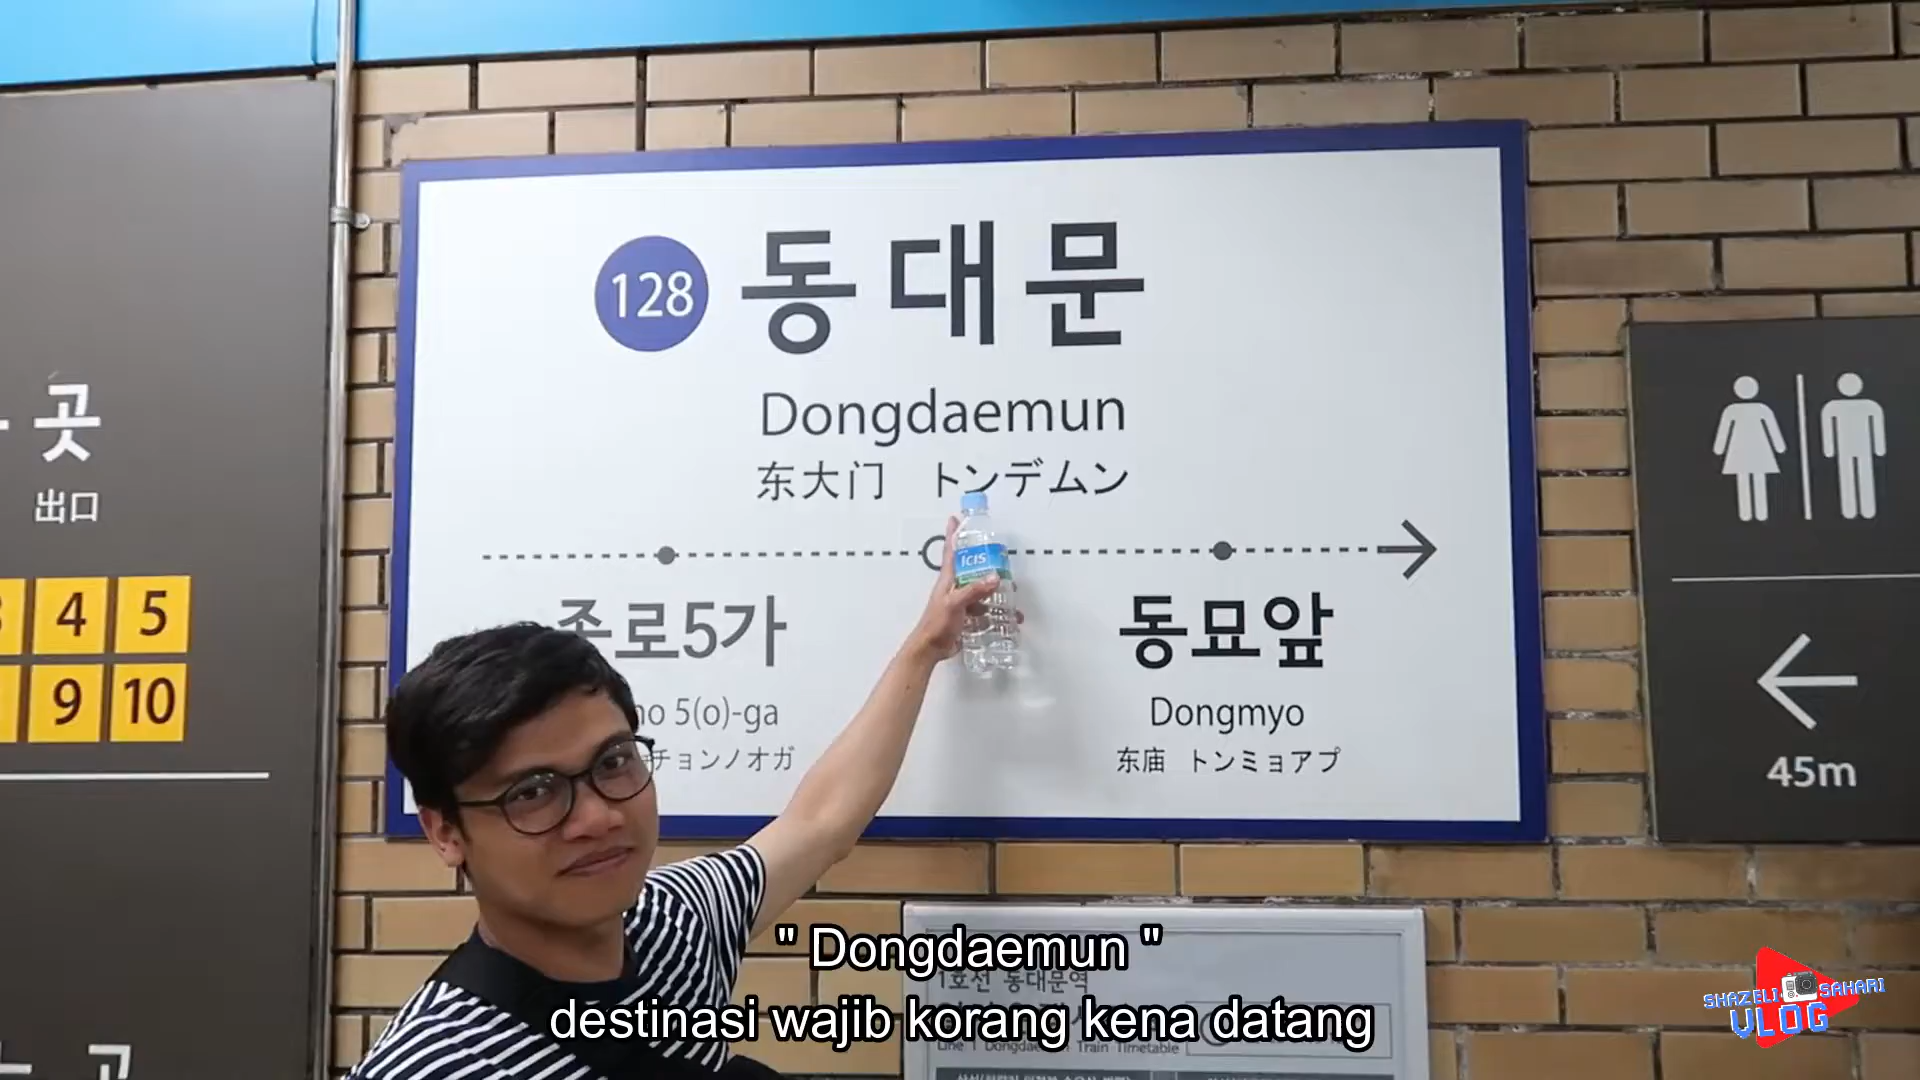 곳
出口
4 5
9 10
128 동대문
Dongdaemun
东大门 トンデムン
icis
종로5가
5(o)-ga
チョンノオガ
동묘앞
Dongmyo
东庙 トンミョアプ
45m
" Dongdaemun "
destinasi wajib korang kena datang
1호선 동대문역
Line 1 Train Timetable
SHAZELI SAHARI
VLOG